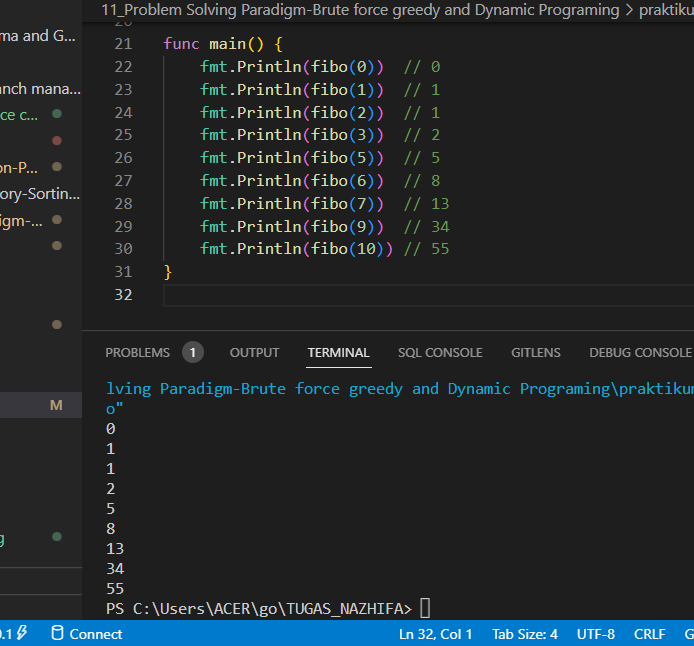 11_Problem Solving Paradigm-Brute force greedy and Dynamic Programing > praktiku
ma and G...
anch mana...
ce c...
on-P...
ory-Sortin...
igm-...
M
g
21 func main() {
22 fmt.Println(fibo(0)) // 0
23 fmt.Println(fibo(1)) // 1
24 fmt.Println(fibo(2)) // 1
25 fmt.Println(fibo(3)) // 2
26 fmt.Println(fibo(5)) // 5
27 fmt.Println(fibo(6)) // 8
28 fmt.Println(fibo(7)) // 13
29 fmt.Println(fibo(9)) // 34
30 fmt.Println(fibo(10)) // 55
31 }
32
PROBLEMS 1 OUTPUT TERMINAL SQL CONSOLE GITLENS DEBUG CONSOLE
lving Paradigm-Brute force greedy and Dynamic Programing\praktiku
o"
0
1
1
2
5
8
13
34
55
PS C:\Users\ACER\go\TUGAS_NAZHIFA>
0.1 Connect Ln 32, Col 1 Tab Size: 4 UTF-8 CRLF G